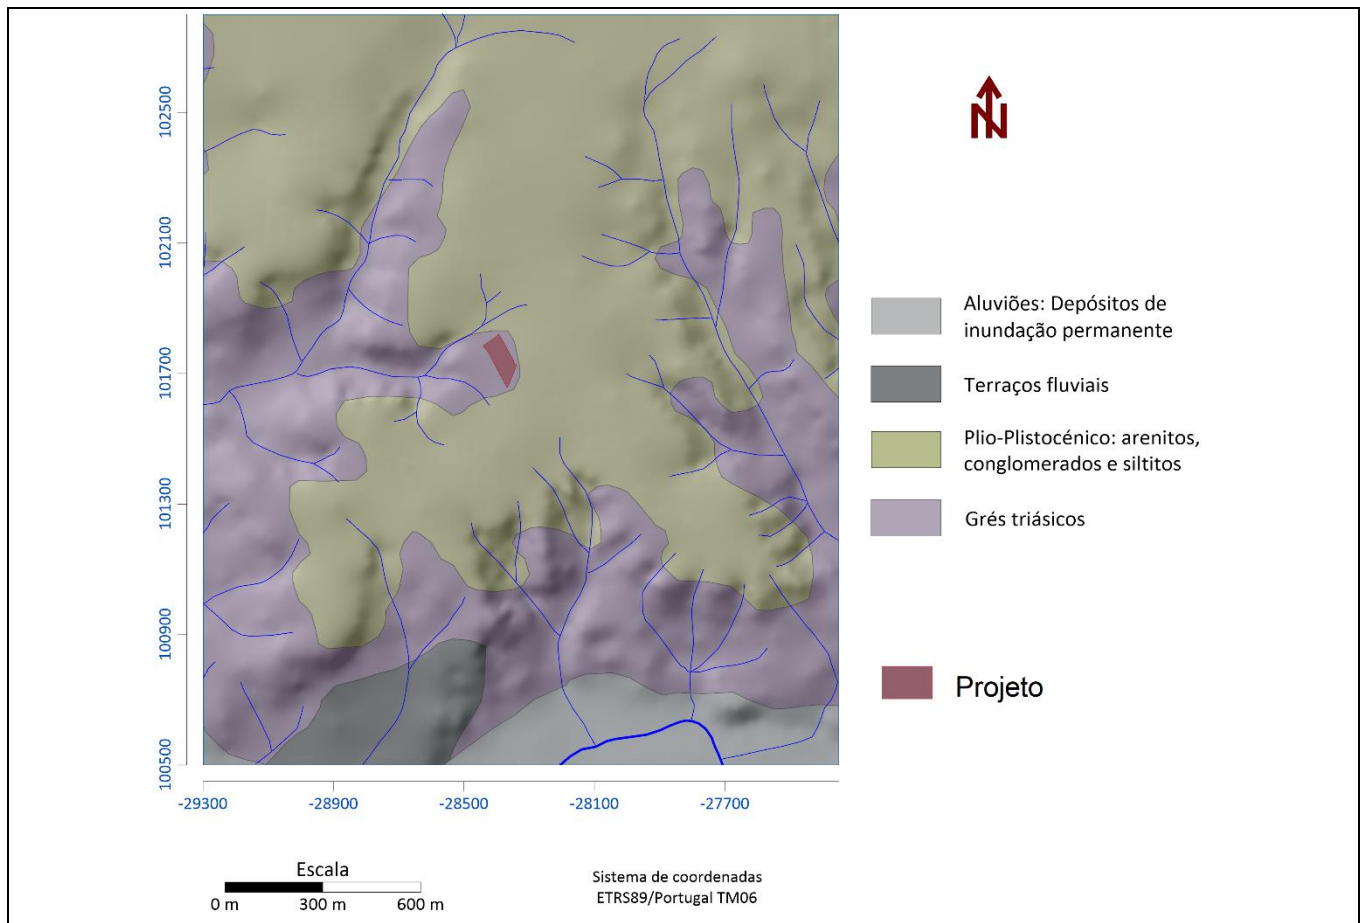 N
102500
102100
101700
101300
100900
100500
-29300
-28900
-28500
-28100
-27700
Aluviões: Depósitos de
inundação permanente
Terraços fluviais
Plio-Plistocénico: arenitos,
conglomerados e siltitos
Grés triásicos
Projeto
Escala
0 m
300 m
600 m
Sistema de coordenadas
ETRS89/Portugal TM06